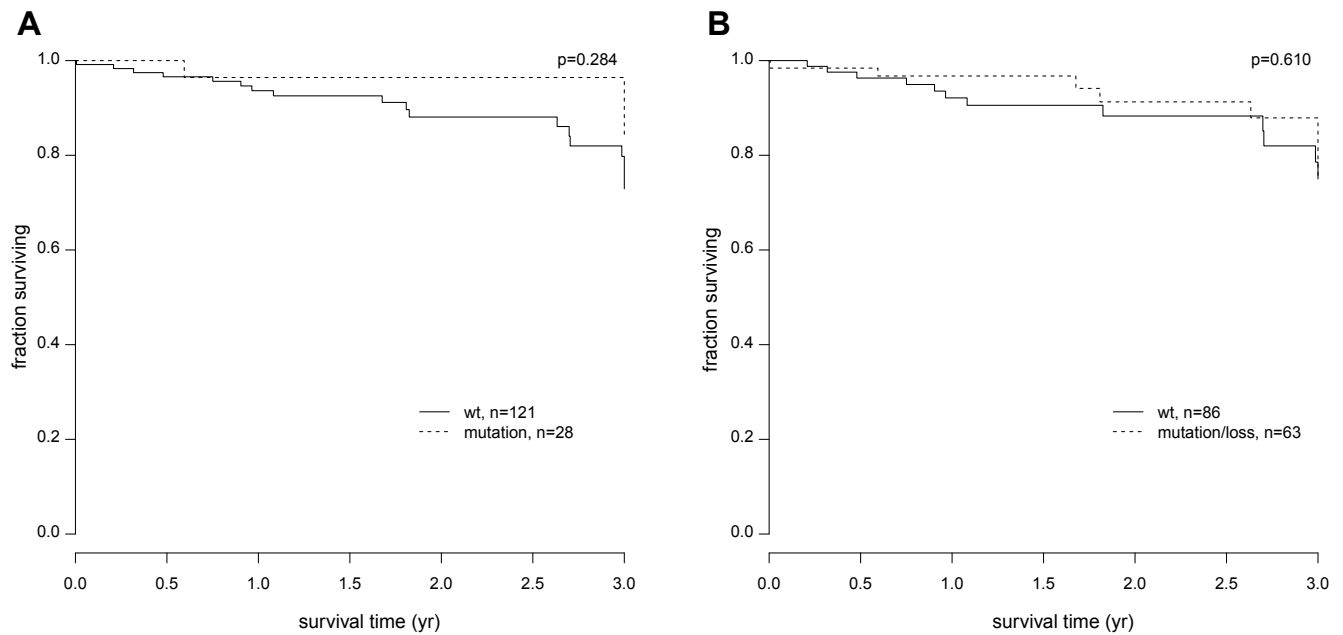 A
p=0.284
1.0
0.8
0.6
0.4
0.2
0.0
fraction surviving
wt, n=121
mutation, n=28
0.0 0.5 1.0 1.5 2.0 2.5 3.0
survival time (yr)
B
p=0.610
1.0
0.8
0.6
0.4
0.2
0.0
fraction surviving
wt, n=86
mutation/loss, n=63
0.0 0.5 1.0 1.5 2.0 2.5 3.0
survival time (yr)